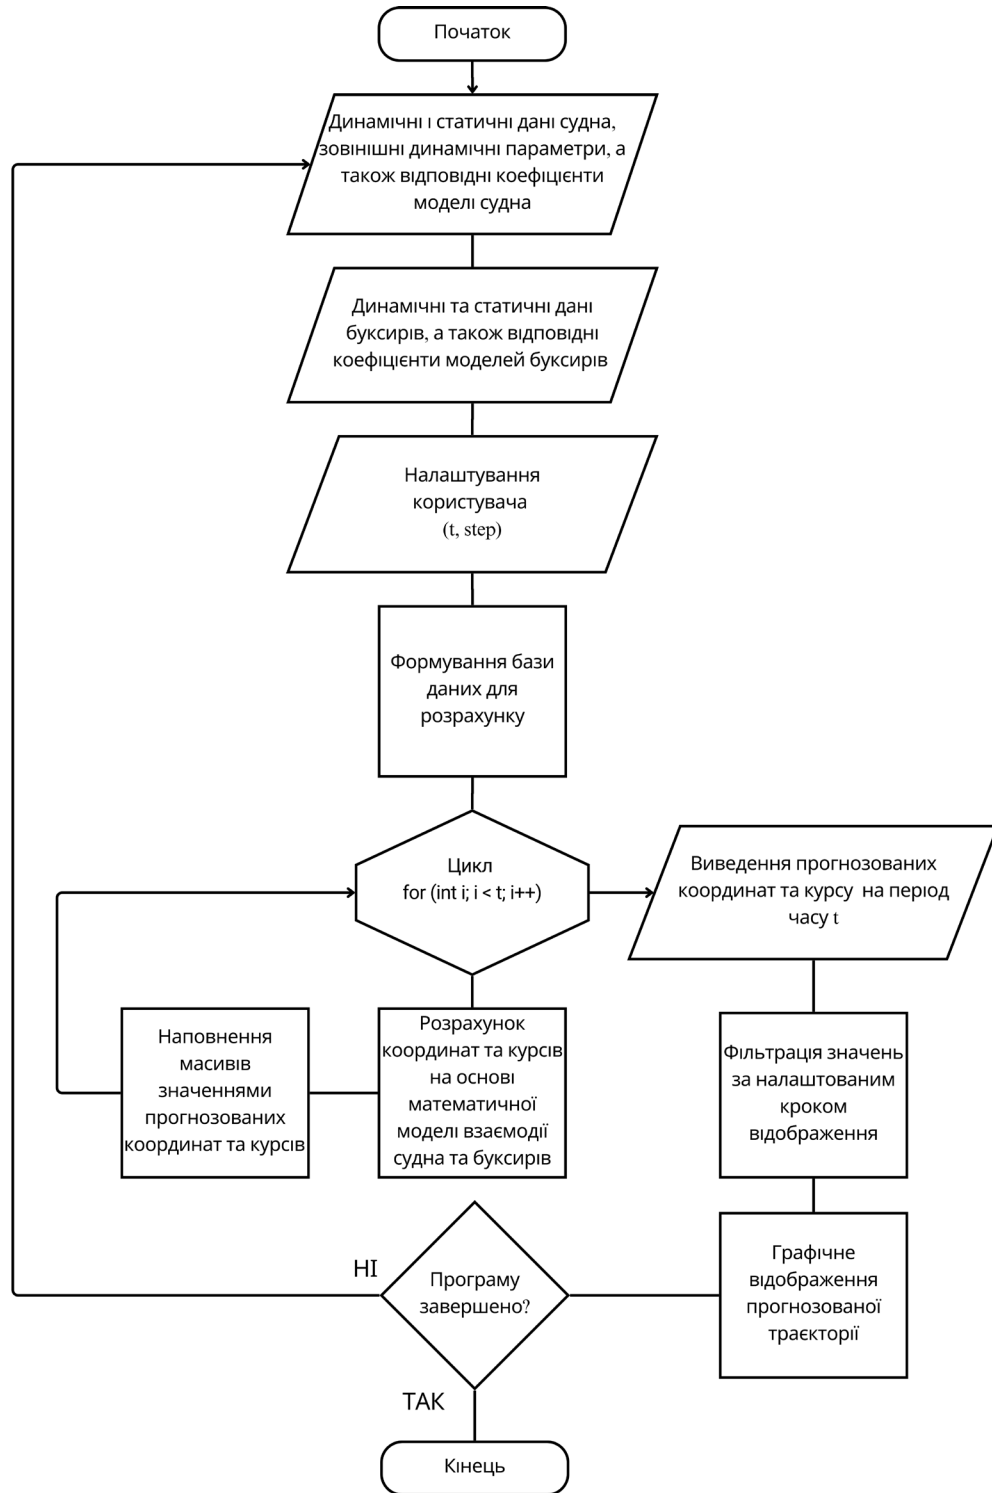 Початок
Динамічні і статичні дані судна,
зовнішні динамічні параметри, а
також відповідні коефіцієнти
моделі судна
Динамічні та статичні дані
буксирів, а також відповідні
коефіцієнти моделей буксирів
Налаштування
користувача
(t, step)
Формування бази
даних для
розрахунку
Цикл
for (int i; i < t; i++)
Виведення прогнозованих
координат та курсу на період
часу t
Наповнення
масивів
значеннями
прогнозованих
координат та курсів
Розрахунок
координат та курсів
на основі
математичної
моделі взаємодії
судна та буксирів
Фільтрація значень
за налаштованим
кроком
відображення
Графічне
відображення
прогнозованої
траєкторії
НІ
Програму
завершено?
ТАК
Кінець